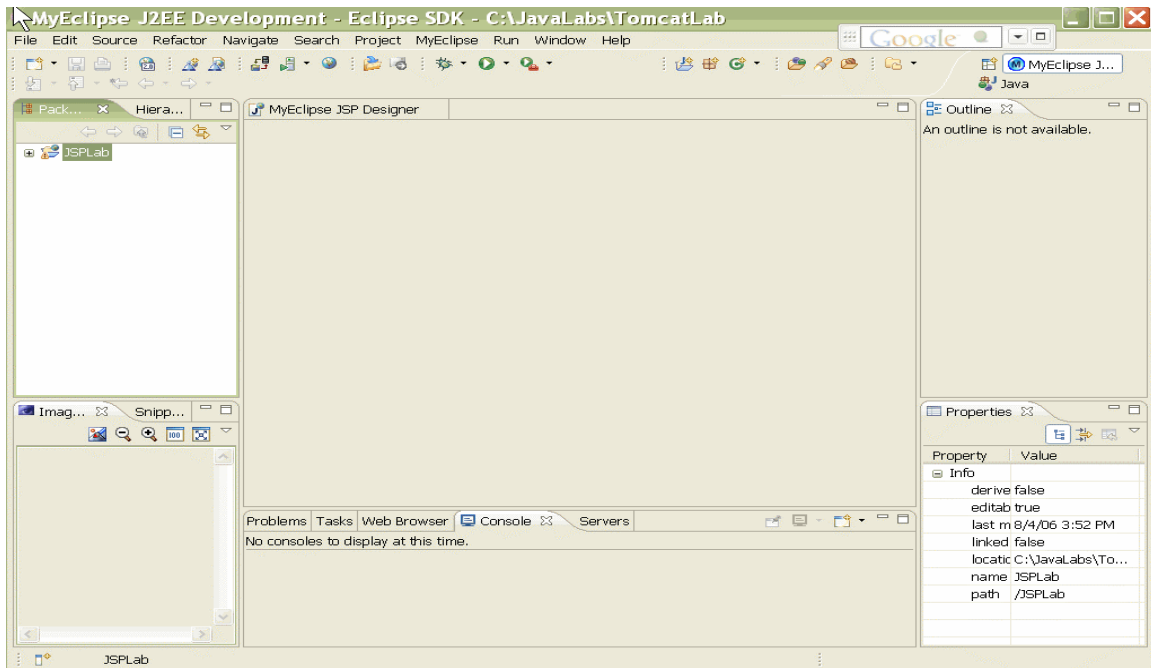 MyEclipse J2EE Development - Eclipse SDK - C:\JavaLabs\TomcatLab
File Edit Source Refactor Navigate Search Project MyEclipse Run Window Help
Google
MyEclipse J...
Java
Pack... Hiera...
MyEclipse JSP Designer
Outline
An outline is not available.
JSPLab
Imag... Snipp...
100
Properties
Property Value
Info
derive false
editab true
last m 8/4/06 3:52 PM
linked false
locatic C:\JavaLabs\To...
name JSPLab
path /JSPLab
Problems Tasks Web Browser Console Servers
No consoles to display at this time.
JSPLab